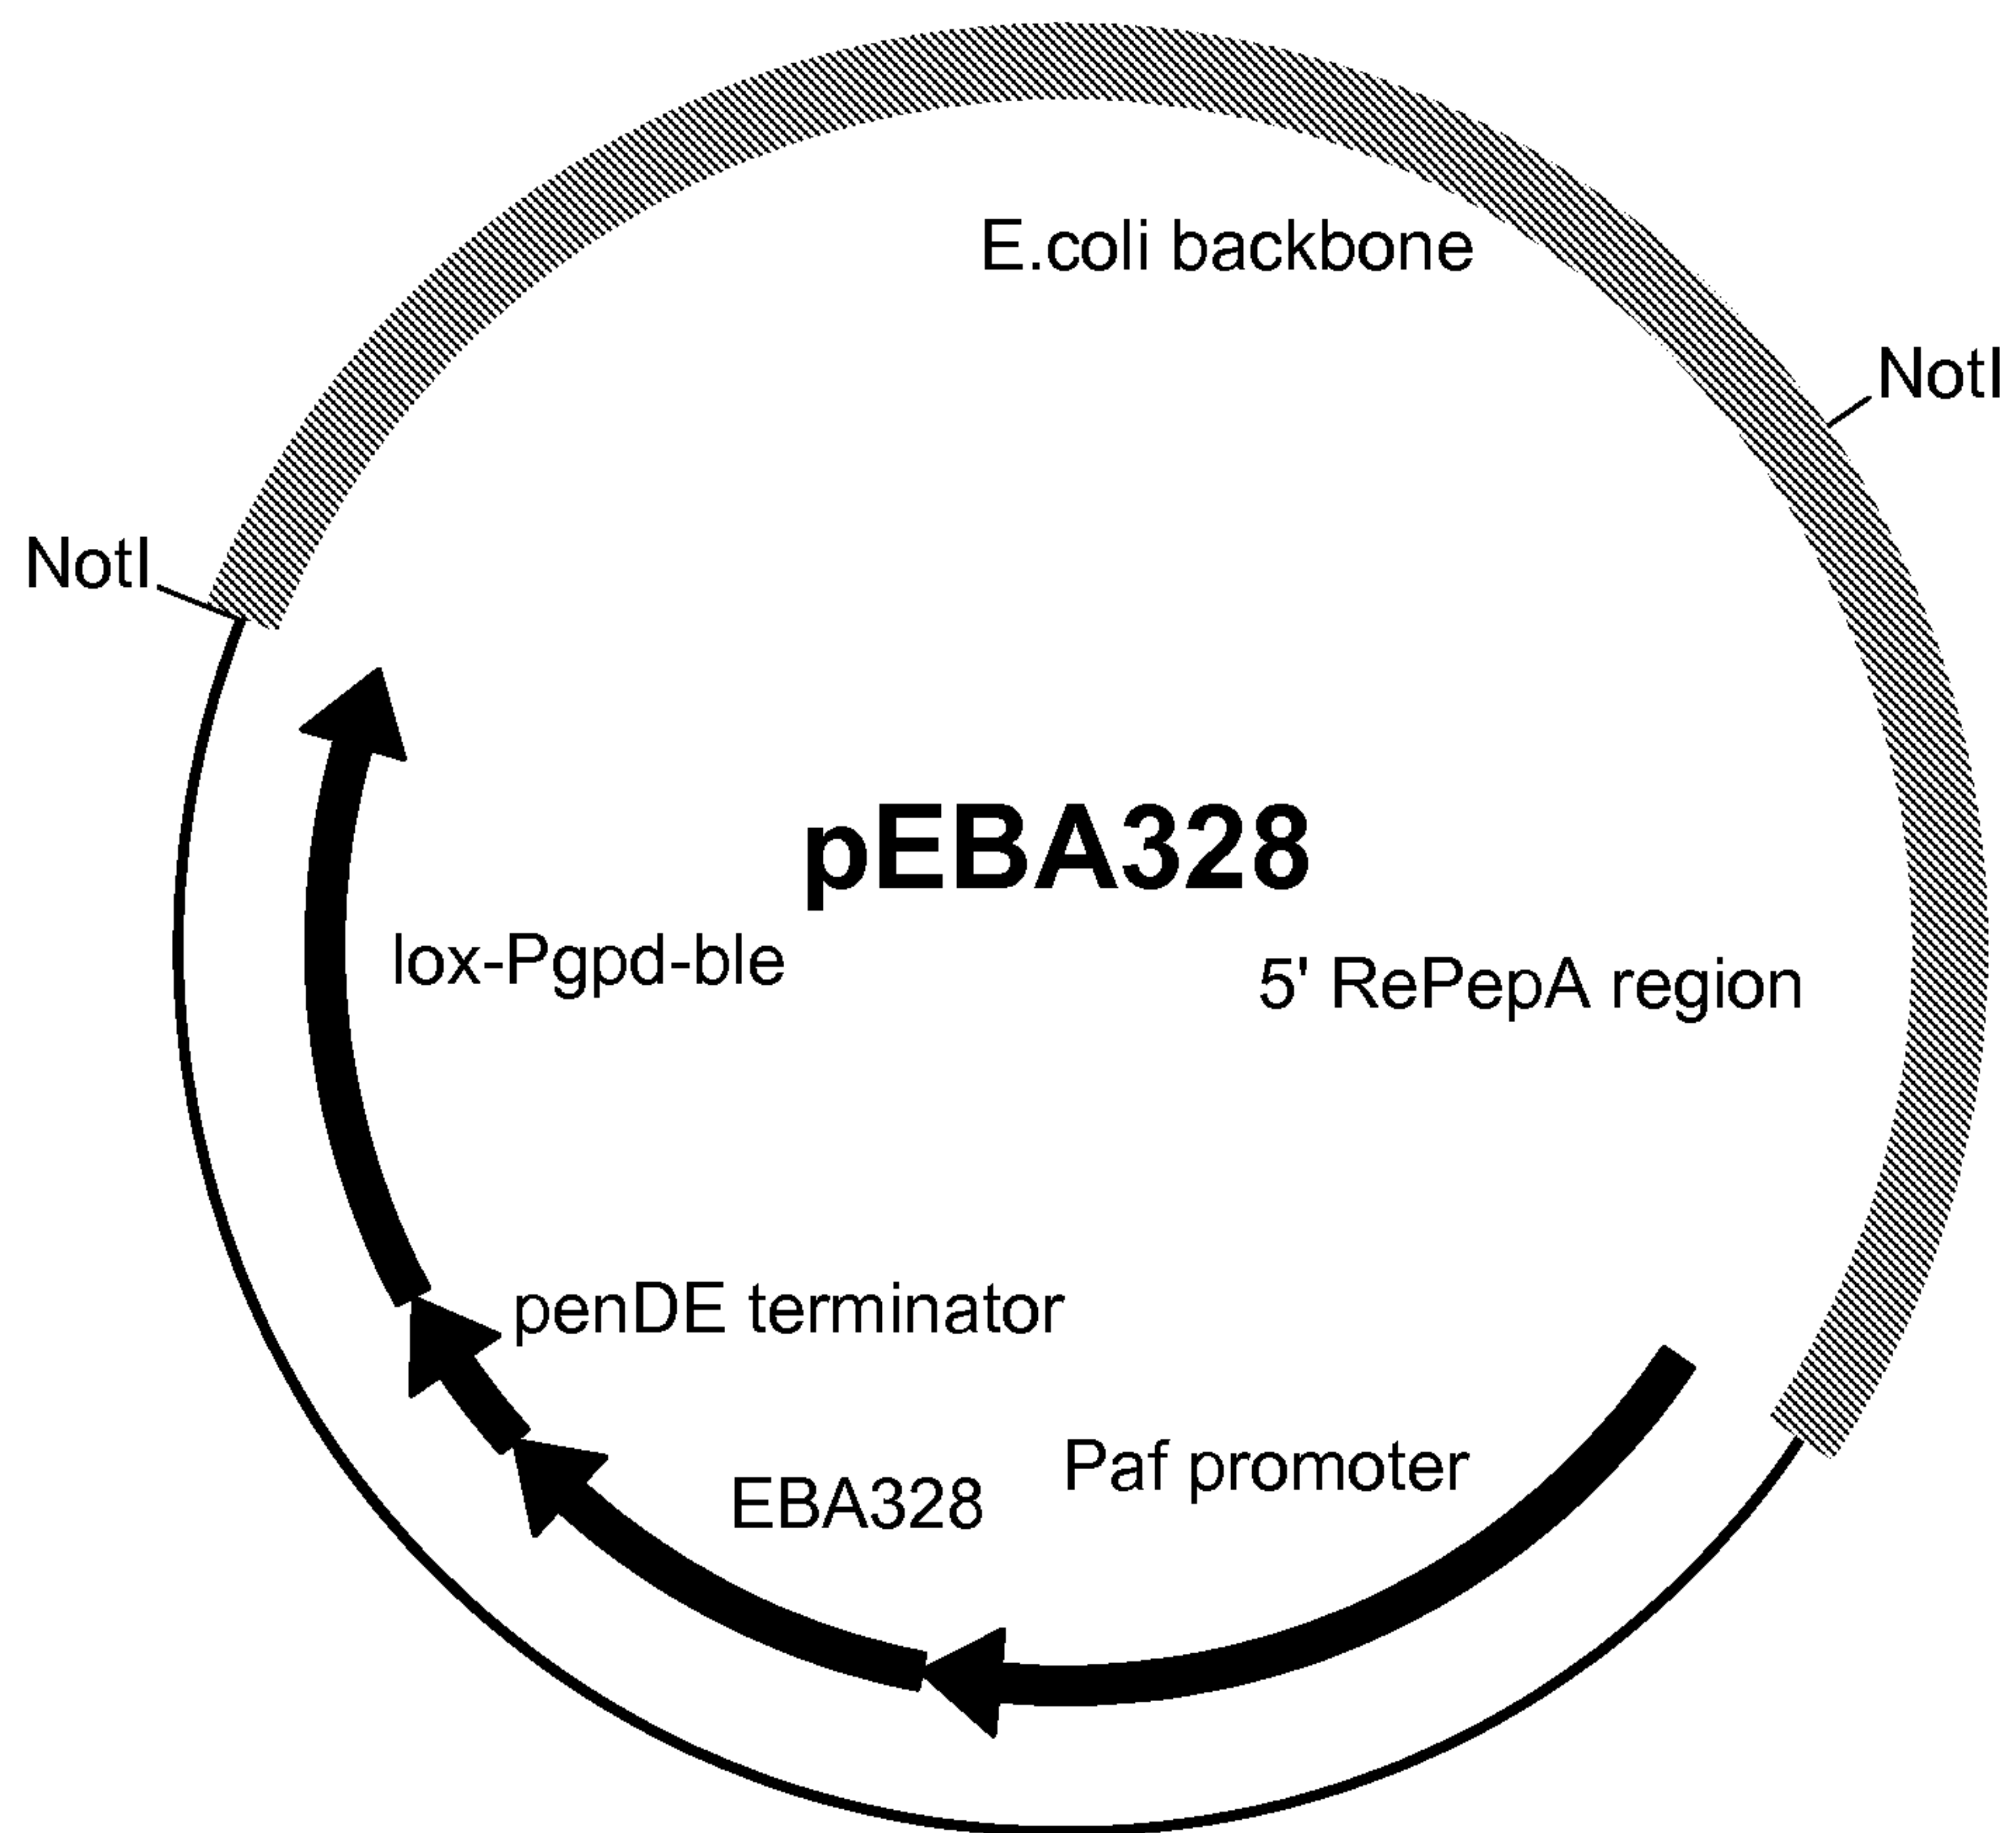 E.coli backbone
NotI
NotI
pEBA328
lox-Pgpd-ble
5' RePepA region
penDE terminator
Paf promoter
EBA328